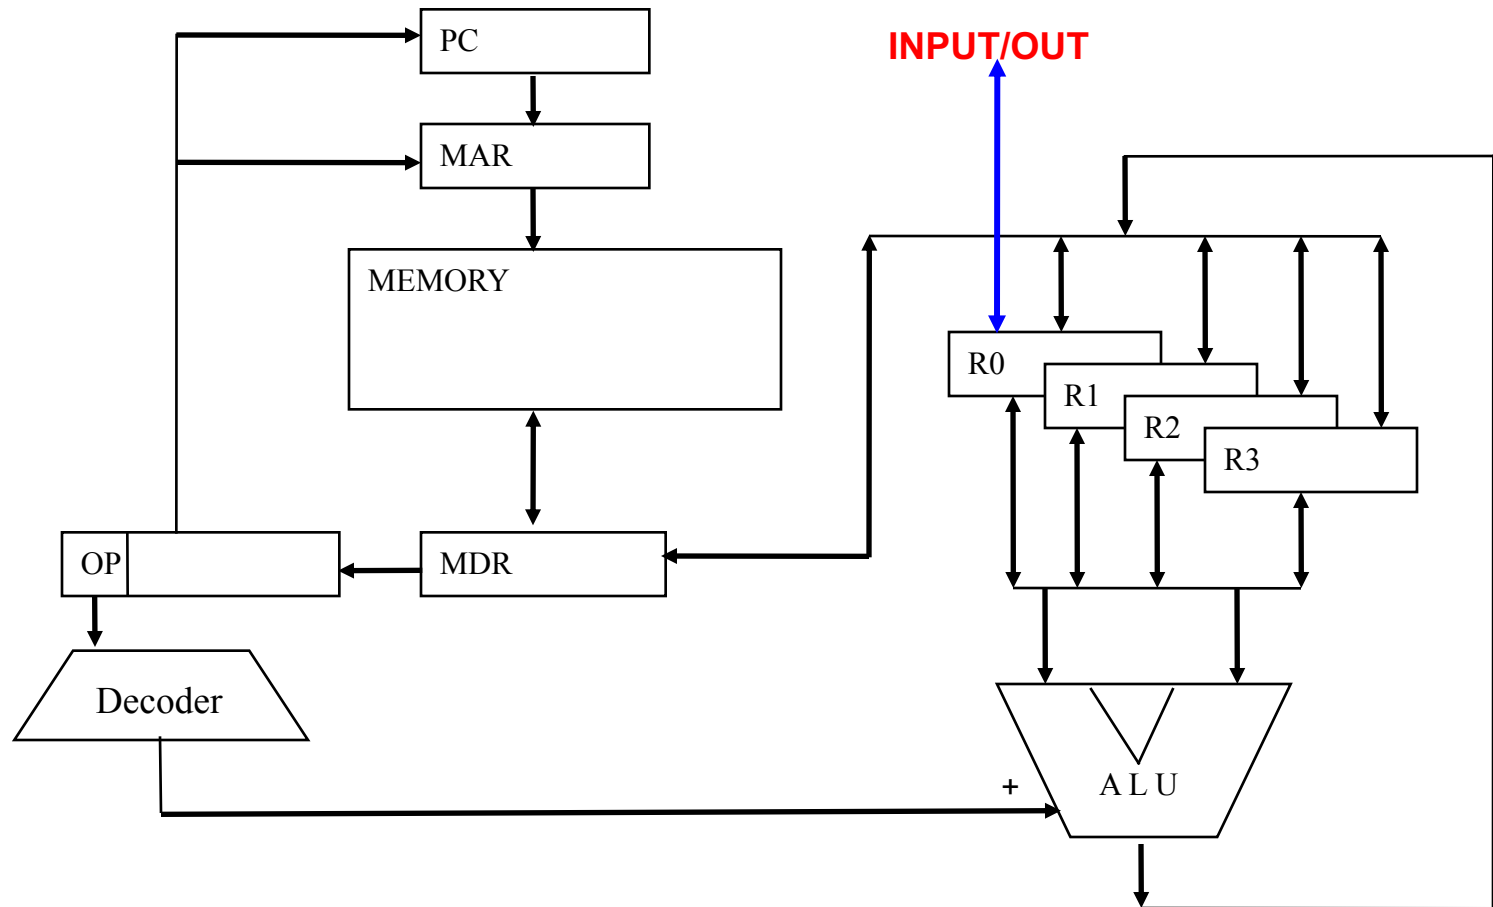 PC
INPUT/OUT
MAR
MEMORY
R0
R1
R2
R3
OP
MDR
Decoder
+
A L U